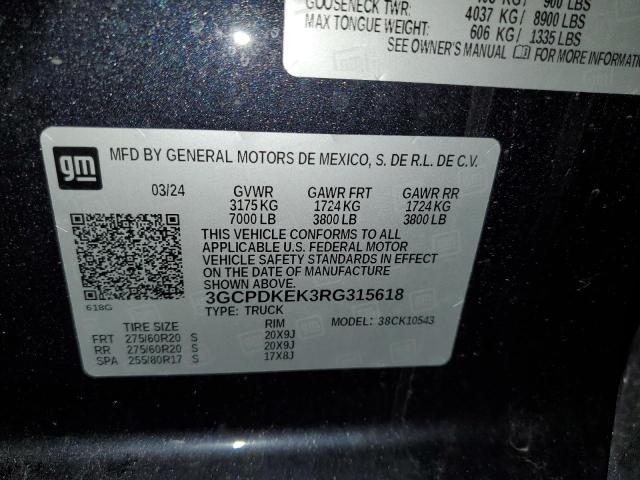 KG / 900 LBS
GOOSENECK TWR: 4037 KG / 8900 LBS
MAX TONGUE WEIGHT: 606 KG / 1335 LBS
SEE OWNER'S MANUAL FOR MORE INFORMATION
gm
MFD BY GENERAL MOTORS DE MEXICO, S. DE R.L. DE C.V.
03/24 GVWR GAWR FRT GAWR RR
3175 KG 1724 KG 1724 KG
7000 LB 3800 LB 3800 LB
THIS VEHICLE CONFORMS TO ALL
APPLICABLE U.S. FEDERAL MOTOR
VEHICLE SAFETY STANDARDS IN EFFECT
ON THE DATE OF MANUFACTURE
SHOWN ABOVE.
618G
3GCPDKEK3RG315618
TYPE: TRUCK MODEL: 38CK10543
TIRE SIZE RIM
FRT 275/60R20 S 20X9J
RR 275/60R20 S 20X9J
SPA 255/80R17 S 17X8J